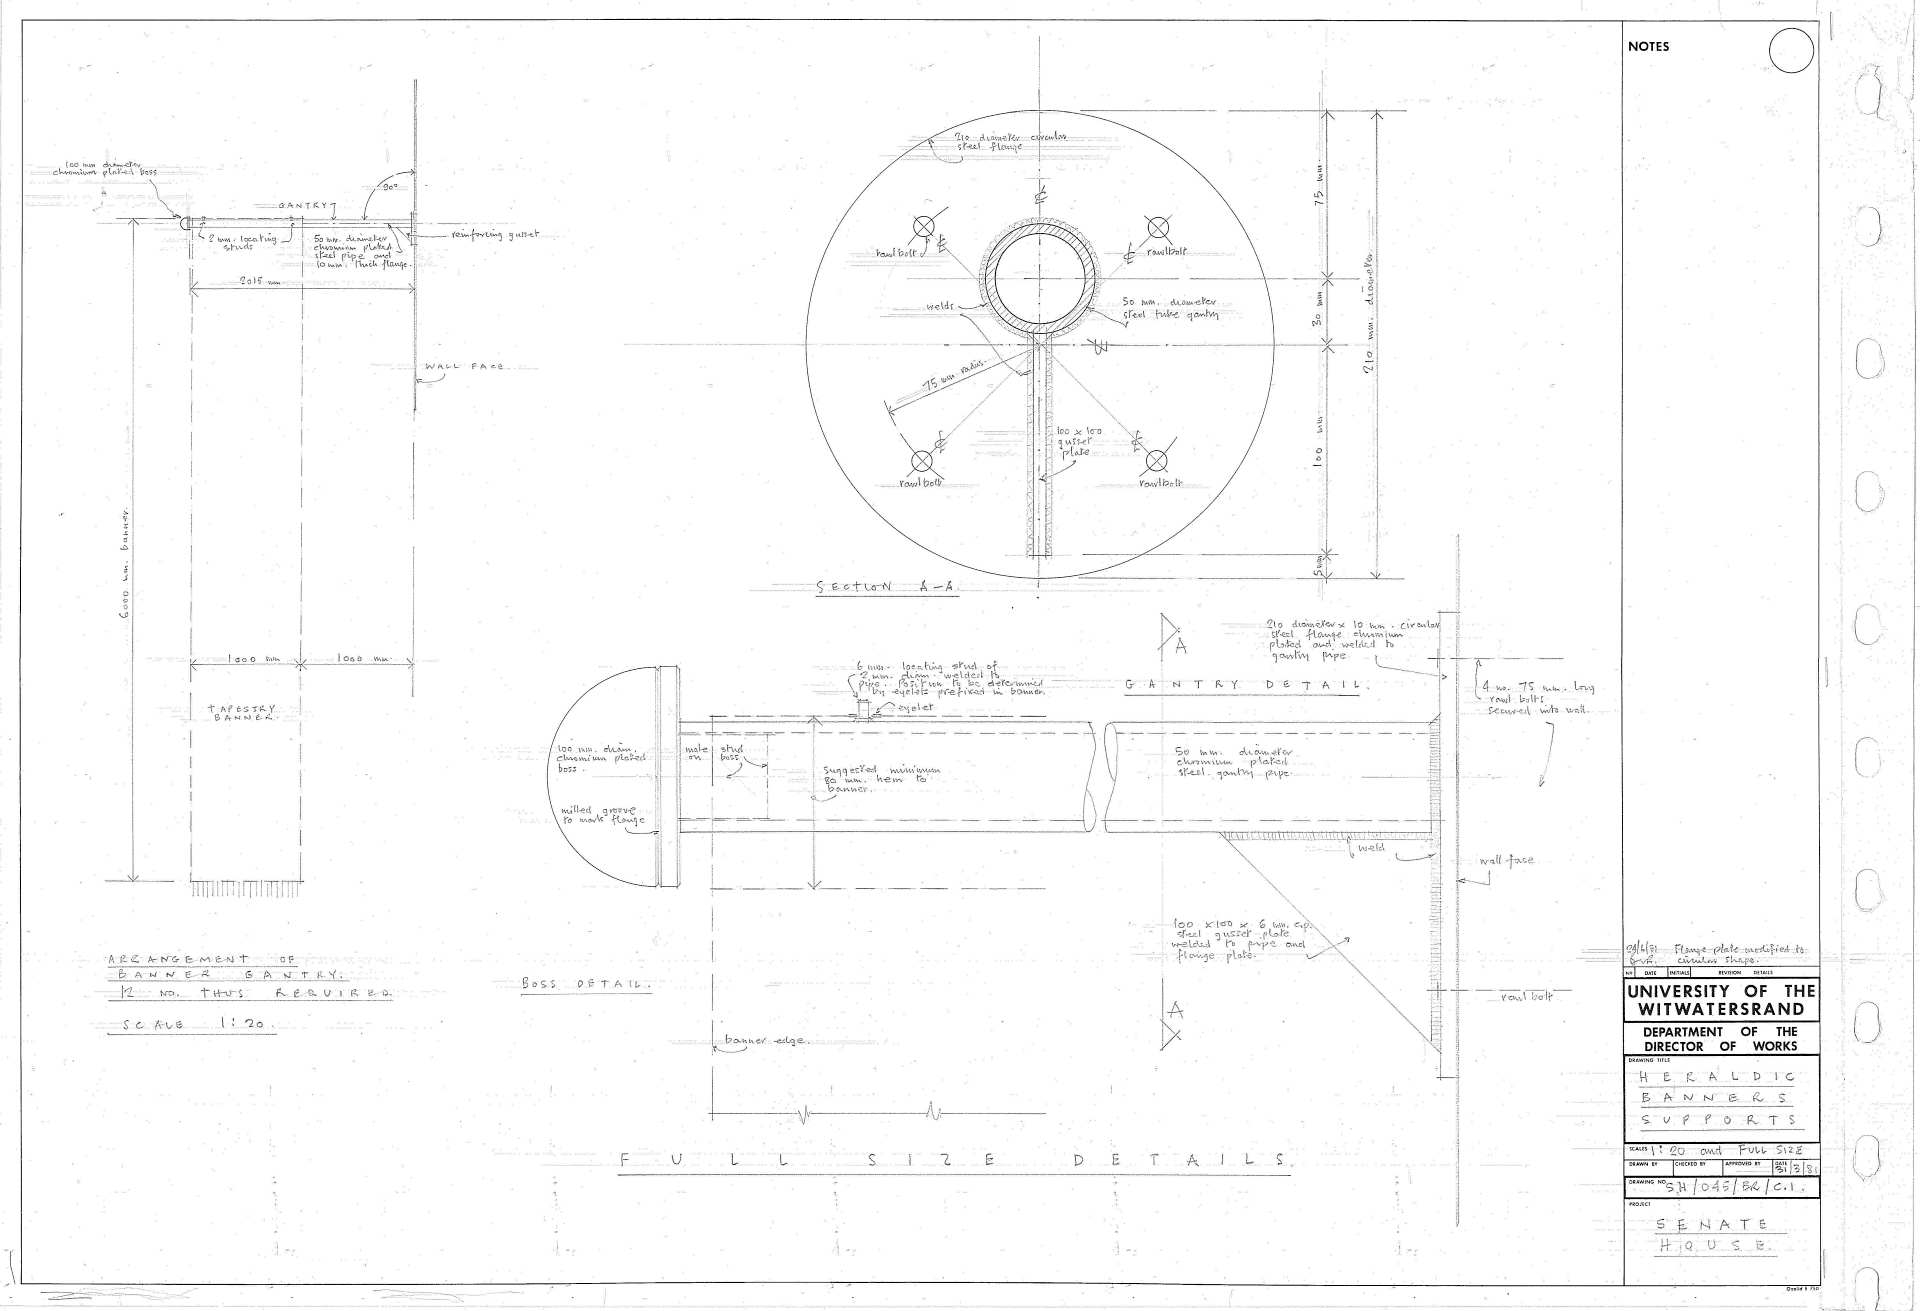 NOTES
100 mm diameter
chromium plated boss
90°
GANTRY
2 mm. locating
studs
50 mm. diameter
chromium plated
steel pipe and
10 mm. thick flange.
reinforcing gusset
2015 mm
WALL FACE
6000 mm. banner.
1000 mm
1000 mm
TAPESTRY
BANNER.
ARRANGEMENT OF
BANNER GANTRY.
12 NO. THUS REQUIRED
SCALE 1:20.
210 diameter circular
steel flange
rawlbolt
rawlbolt
welds
50 mm. diameter
steel tube gantry
75 mm radius.
100 x 100
gusset
plate
rawlbolt
rawlbolt
75 mm.
30 mm
100 mm
5mm
210 mm. diameter
SECTION A-A.
6 mm. locating stud of
2 mm. diam. welded to
pipe. Position to be determined
by eyelets prefixed in banner.
eyelet
100 mm. diam.
chromium plated
boss.
male stud
on boss
suggested minimum
80 mm. hem to
banner.
milled groove
to mark flange
BOSS DETAIL.
banner edge.
A
GANTRY DETAIL.
210 diameter x 10 mm. circular
steel flange chromium
plated and welded to
gantry pipe
4 no. 75 mm. long
rawl bolts
secured into wall.
50 mm. diameter
chromium plated
steel. gantry pipe.
weld
wall face
100 x 100 x 6 mm. c.p.
steel gusset plate
welded to pipe and
flange plate.
A
rawl bolt
FULL SIZE DETAILS.
Flange plate modified to
circular shape.
Nº DATE INITIALS REVISION DETAILS
UNIVERSITY OF THE
WITWATERSRAND
DEPARTMENT OF THE
DIRECTOR OF WORKS
DRAWING TITLE
HERALDIC
BANNERS
SUPPORTS
SCALES 1:20 and FULL SIZE
DRAWN BY CHECKED BY APPROVED BY DATE 31/3/81
DRAWING NO. SH/045/BR/C.1.
PROJECT
SENATE
HOUSE.